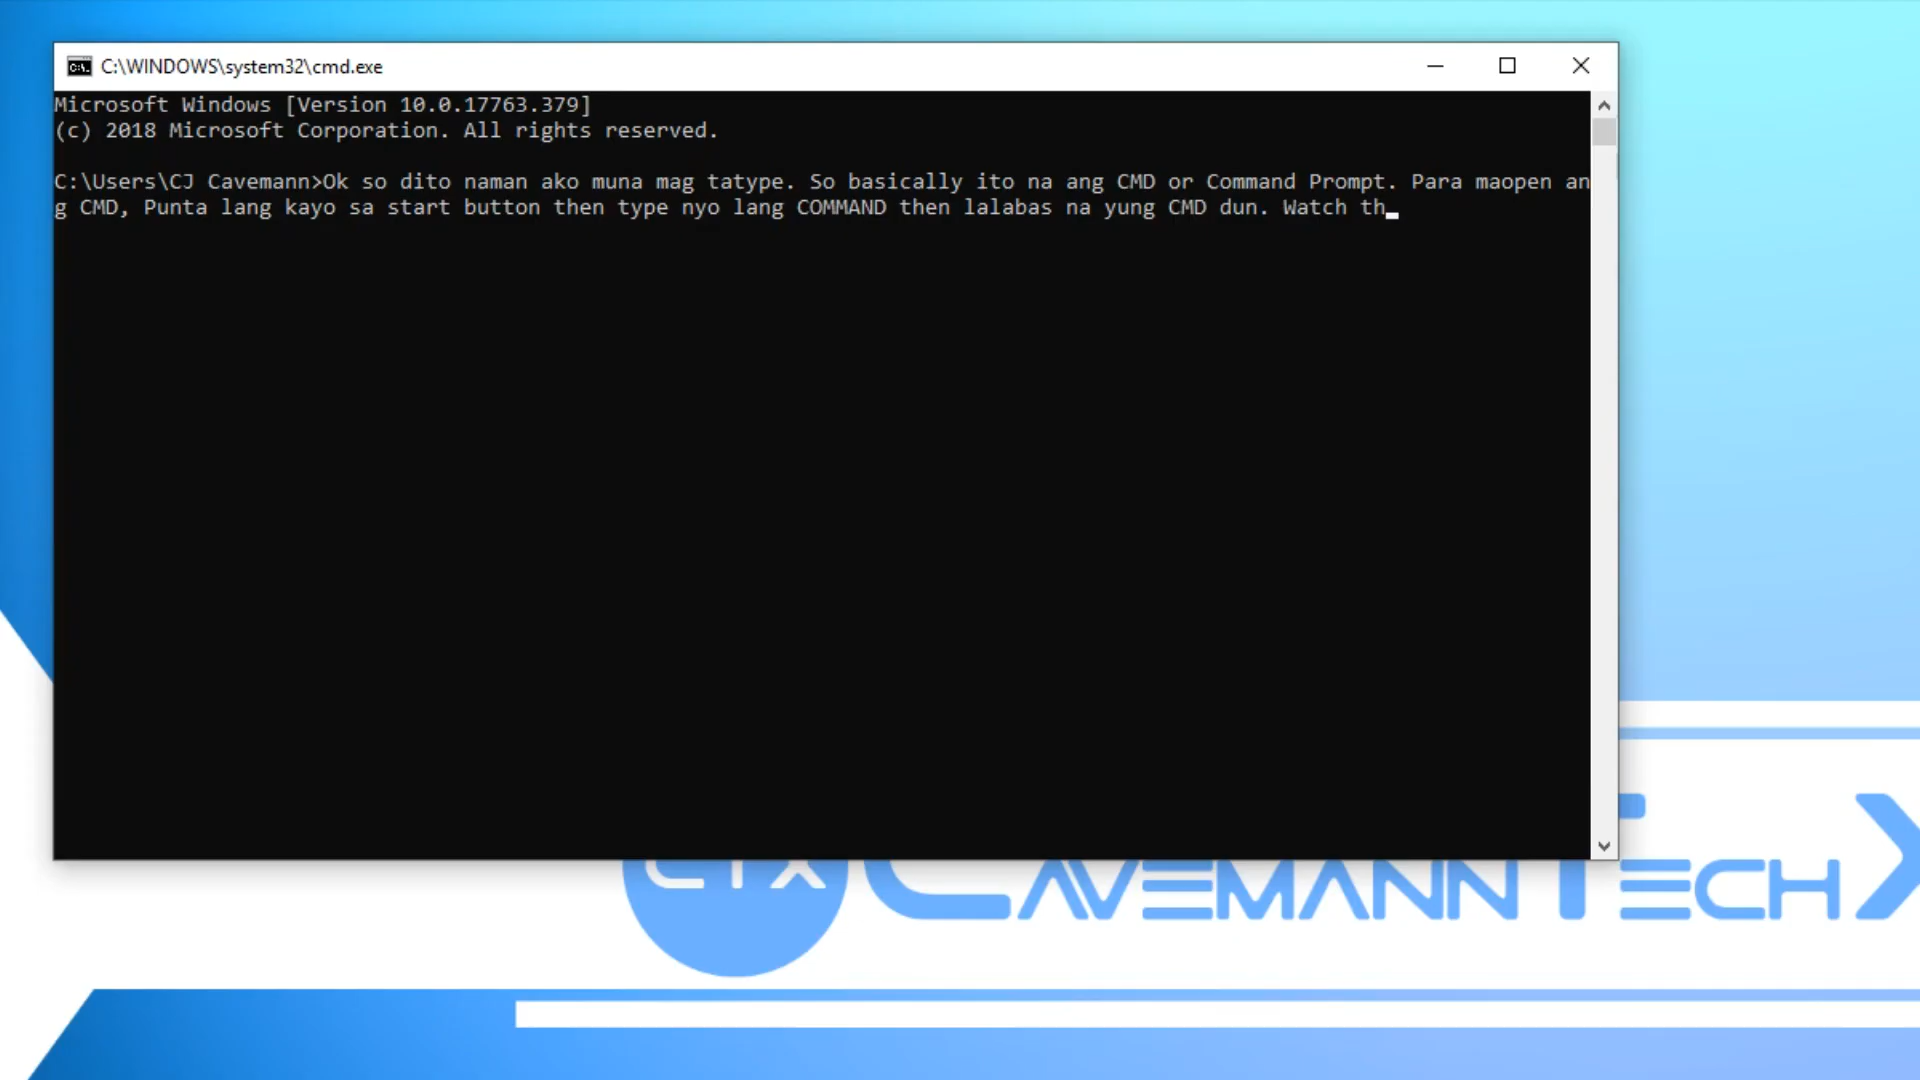 C:\WINDOWS\system32\cmd.exe
Microsoft Windows [Version 10.0.17763.379]
(c) 2018 Microsoft Corporation. All rights reserved.
C:\Users\CJ Cavemann>Ok so dito naman ako muna mag tatype. So basically ito na ang CMD or Command Prompt. Para maopen an
g CMD, Punta lang kayo sa start button then type nyo lang COMMAND then lalabas na yung CMD dun. Watch th
CTX CAVEMANNTECHX